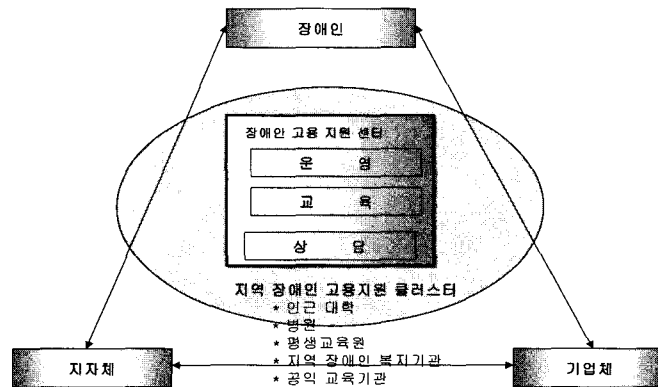 장애인
장애인 고용 지원 센터
운 영
교 육
상 담
지역 장애인 고용지원 클러스터
* 인근 대학
* 병원
* 평생교육원
* 지역 장애인 복지기관
* 공익 교육기관
지자체
기업체